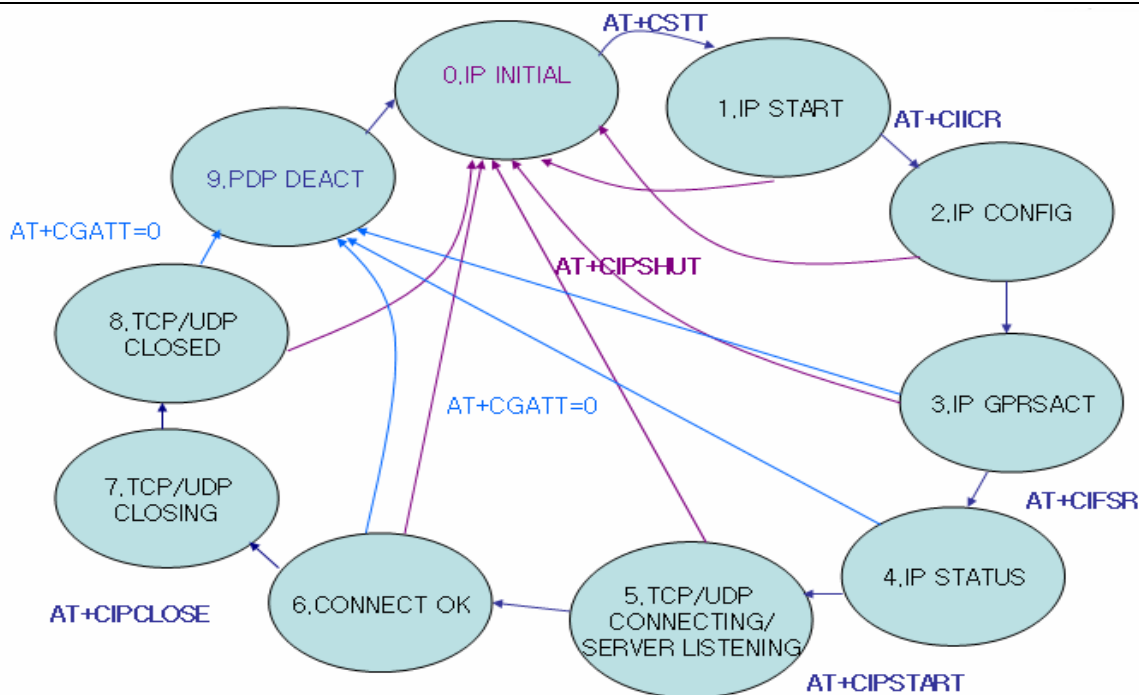 AT+CSTT
0,IP INITIAL
1,IP START
AT+CIICR
9,PDP DEACT
2,IP CONFIG
AT+CGATT=0
AT+CIPSHUT
8,TCP/UDP
CLOSED
3,IP GPRSACT
AT+CGATT=0
7,TCP/UDP
CLOSING
AT+CIFSR
4,IP STATUS
6,CONNECT OK
5,TCP/UDP
CONNECTING/
SERVER LISTENING
AT+CIPCLOSE
AT+CIPSTART